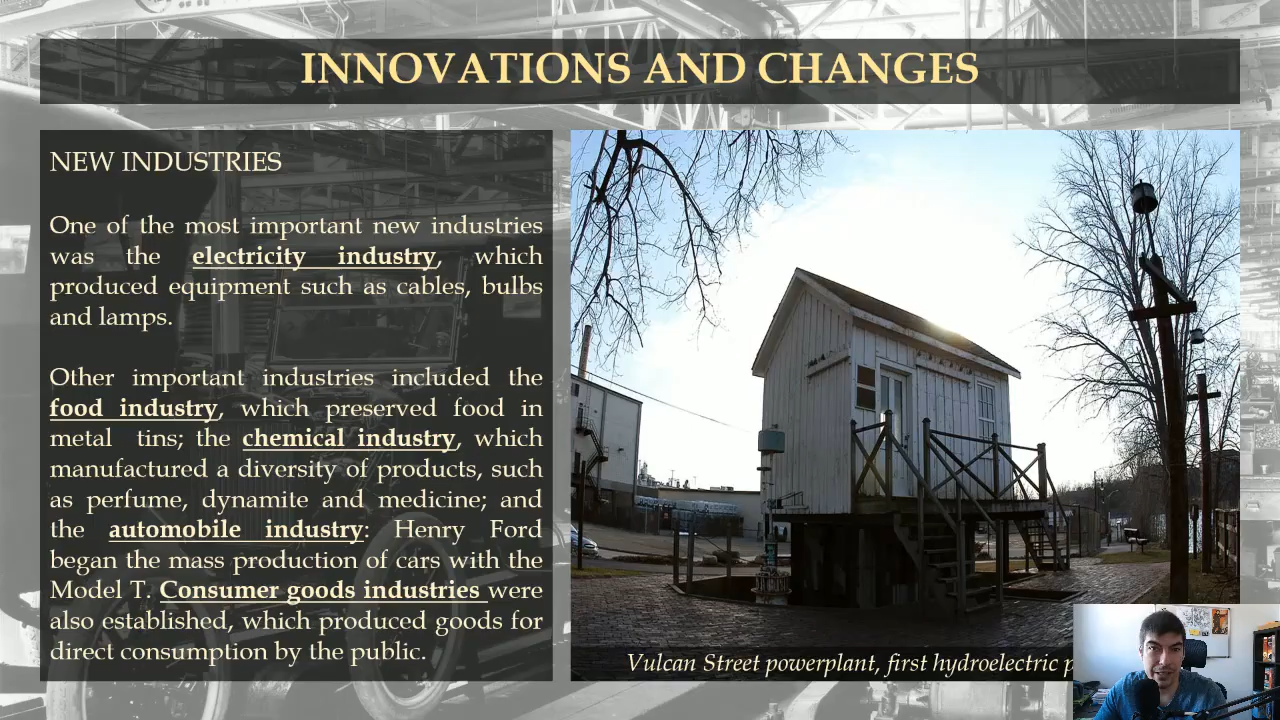 INNOVATIONS AND CHANGES
NEW INDUSTRIES
One of the most important new industries
was the electricity industry, which
produced equipment such as cables, bulbs
and lamps.
Other important industries included the
food industry, which preserved food in
metal tins; the chemical industry, which
manufactured a diversity of products, such
as perfume, dynamite and medicine; and
the automobile industry: Henry Ford
began the mass production of cars with the
Model T. Consumer goods industries were
also established, which produced goods for
direct consumption by the public.
Vulcan Street powerplant, first hydroelectric